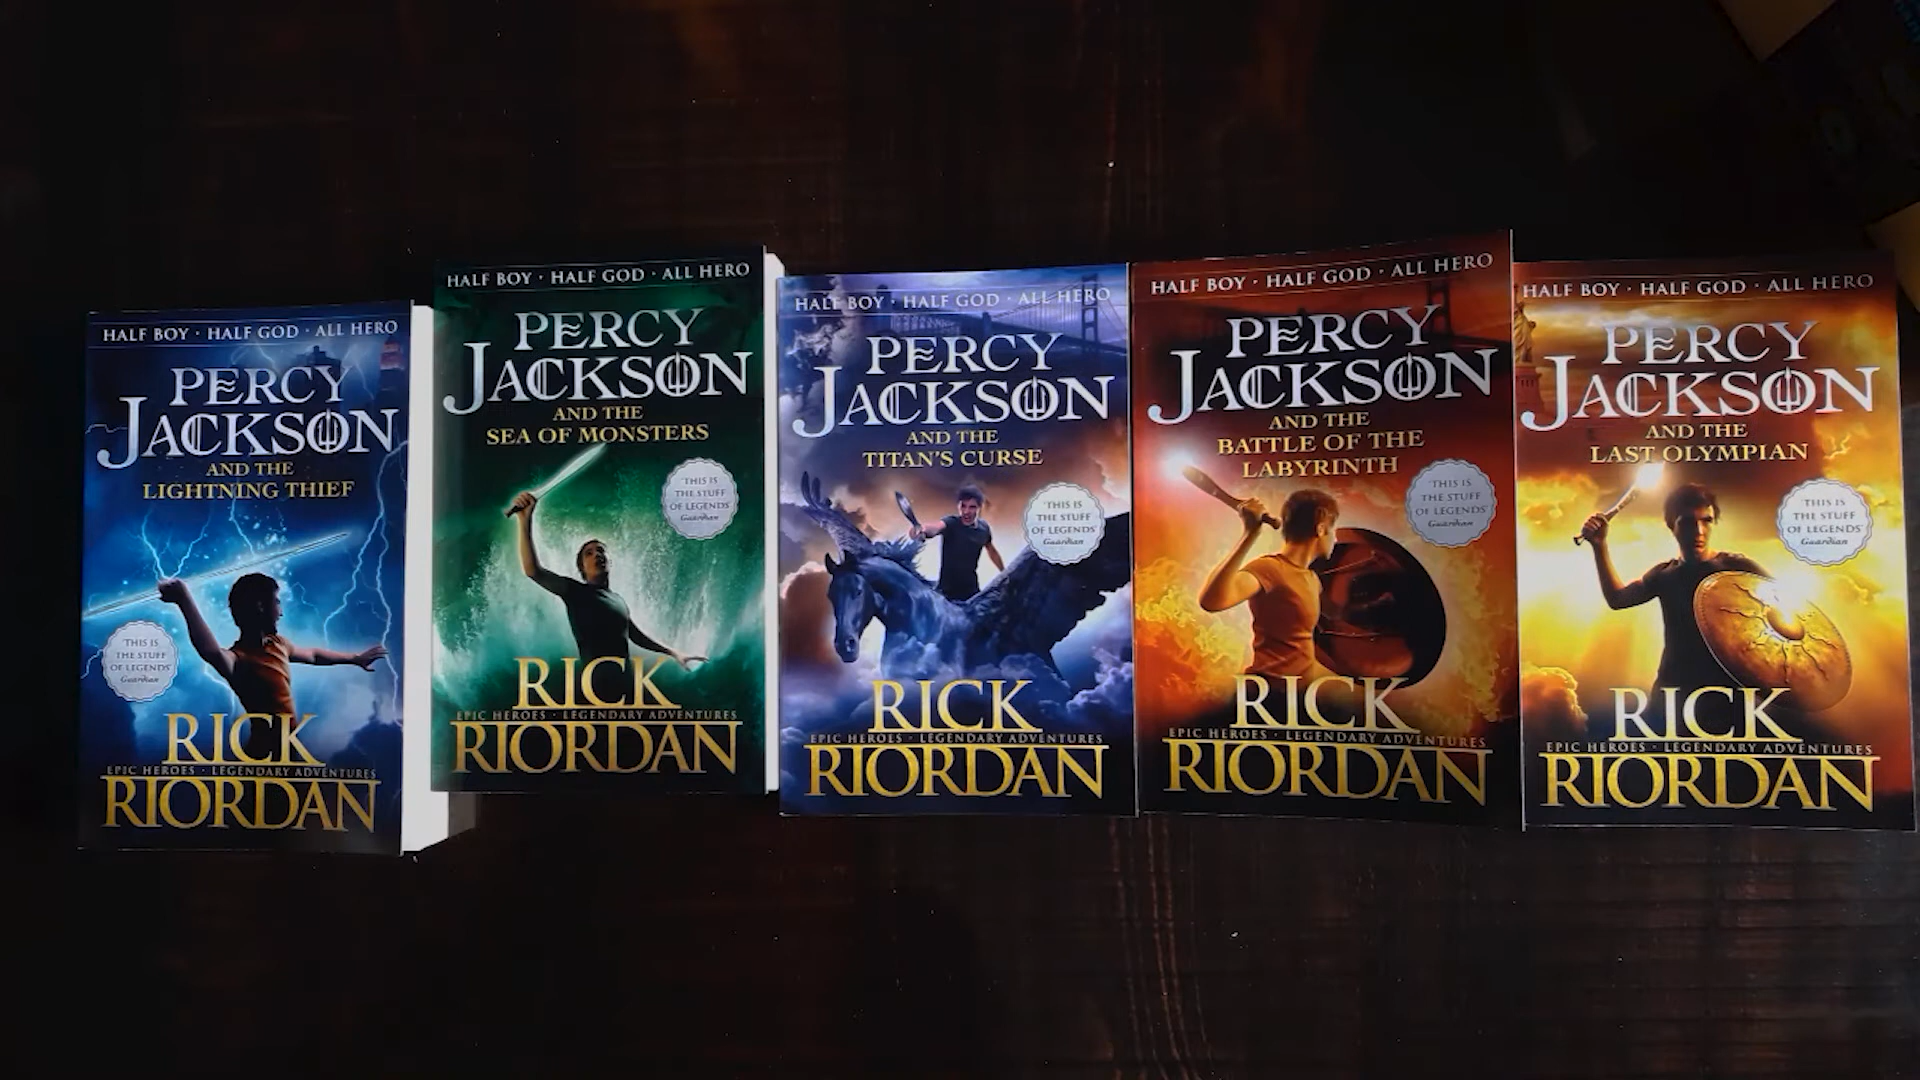 HALF BOY · HALF GOD · ALL HERO
PERCY
JACKSON
AND THE
LIGHTNING THIEF
'THIS IS
THE STUFF
OF LEGENDS'
Guardian
RICK
EPIC HEROES · LEGENDARY ADVENTURES
RIORDAN
HALF BOY · HALF GOD · ALL HERO
PERCY
JACKSON
AND THE
SEA OF MONSTERS
'THIS IS
THE STUFF
OF LEGENDS'
Guardian
RICK
EPIC HEROES · LEGENDARY ADVENTURES
RIORDAN
HALF BOY · HALF GOD · ALL HERO
PERCY
JACKSON
AND THE
TITAN'S CURSE
'THIS IS
THE STUFF
OF LEGENDS'
Guardian
RICK
EPIC HEROES · LEGENDARY ADVENTURES
RIORDAN
HALF BOY · HALF GOD · ALL HERO
PERCY
JACKSON
AND THE
BATTLE OF THE
LABYRINTH
'THIS IS
THE STUFF
OF LEGENDS'
Guardian
RICK
EPIC HEROES · LEGENDARY ADVENTURES
RIORDAN
HALF BOY · HALF GOD · ALL HERO
PERCY
JACKSON
AND THE
LAST OLYMPIAN
'THIS IS
THE STUFF
OF LEGENDS'
Guardian
RICK
EPIC HEROES · LEGENDARY ADVENTURES
RIORDAN